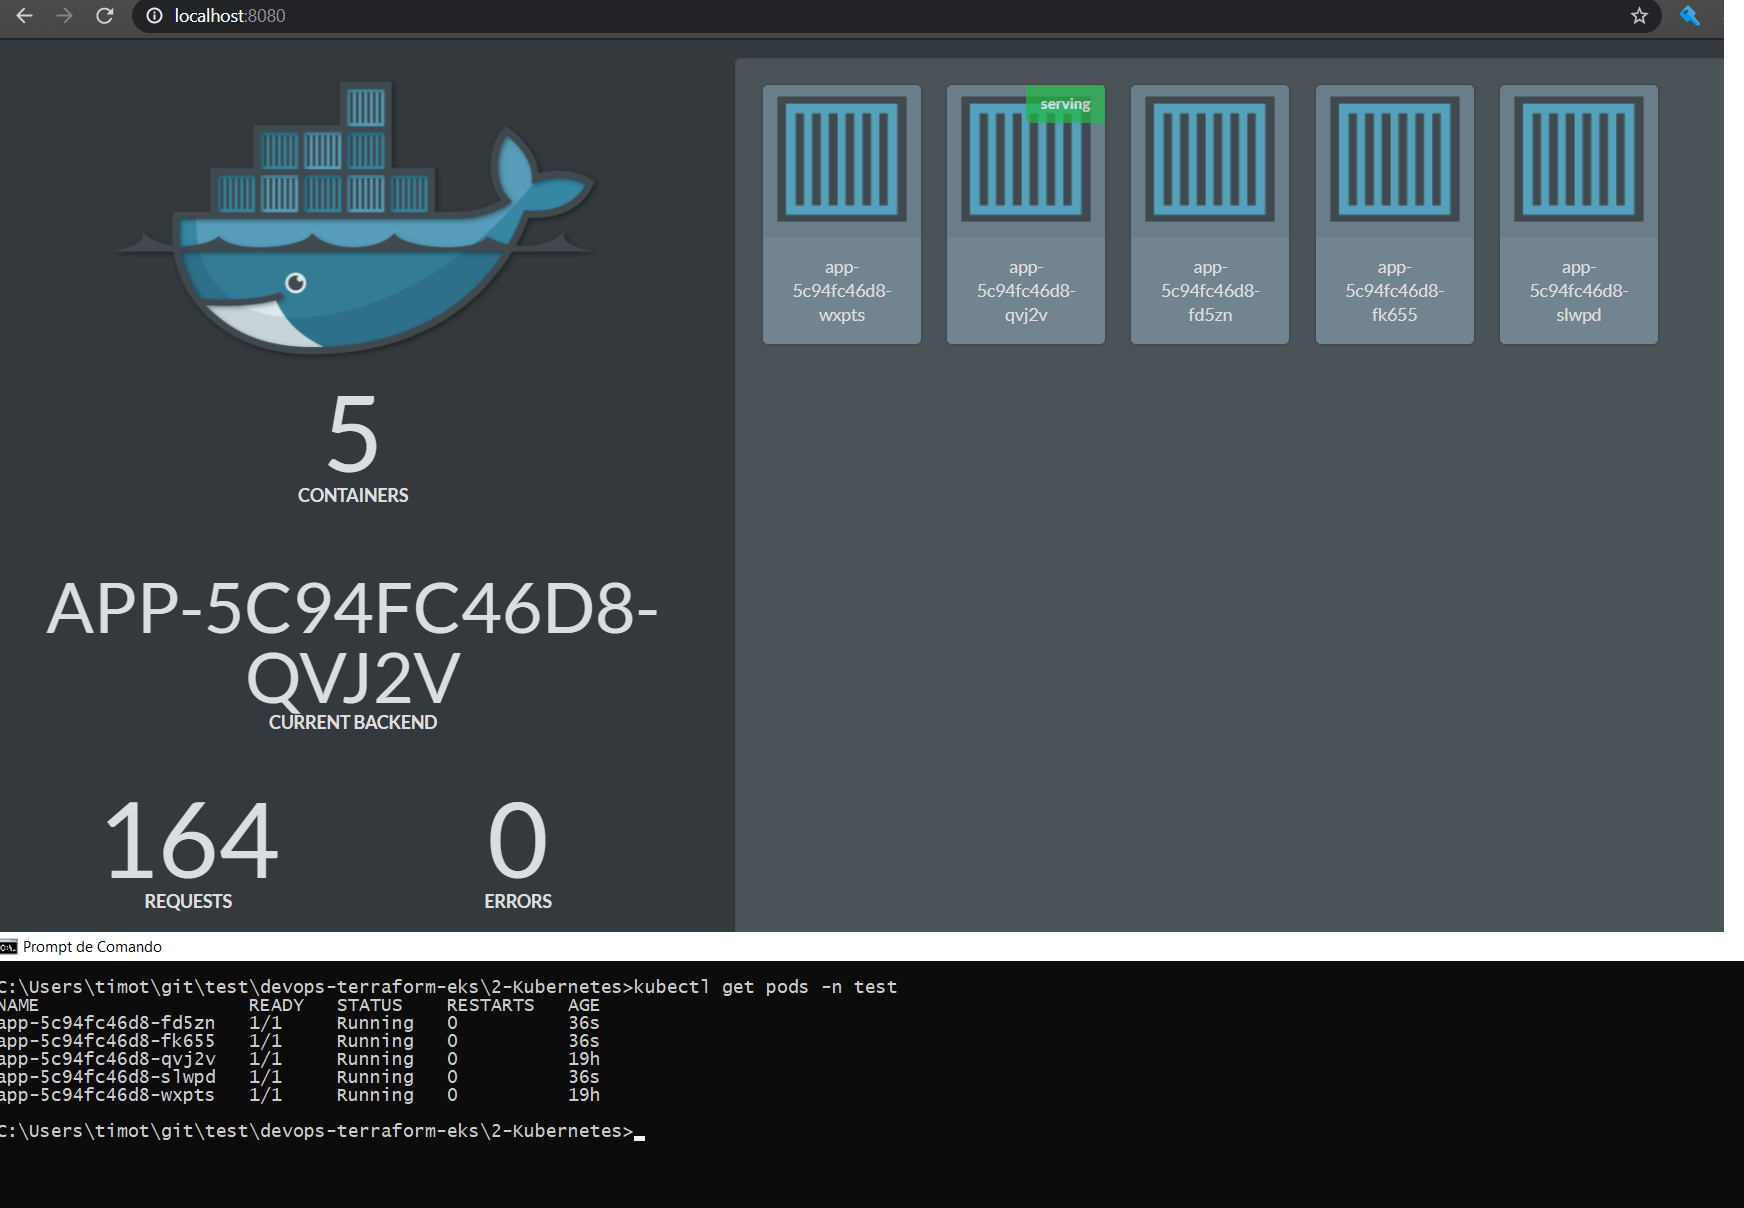 localhost:8080
serving
app-
5c94fc46d8-
wxpts
app-
5c94fc46d8-
qvj2v
app-
5c94fc46d8-
fd5zn
app-
5c94fc46d8-
fk655
app-
5c94fc46d8-
slwpd
5
CONTAINERS
APP-5C94FC46D8-
QVJ2V
CURRENT BACKEND
164
REQUESTS
0
ERRORS
Prompt de Comando
C:\Users\timot\git\test\devops-terraform-eks\2-Kubernetes>kubectl get pods -n test
NAME READY STATUS RESTARTS AGE
app-5c94fc46d8-fd5zn 1/1 Running 0 36s
app-5c94fc46d8-fk655 1/1 Running 0 36s
app-5c94fc46d8-qvj2v 1/1 Running 0 19h
app-5c94fc46d8-slwpd 1/1 Running 0 36s
app-5c94fc46d8-wxpts 1/1 Running 0 19h
C:\Users\timot\git\test\devops-terraform-eks\2-Kubernetes>